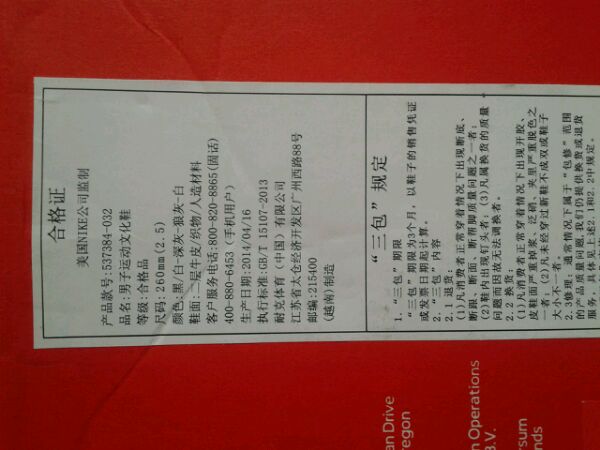 合格证
美国NIKE公司监制
产品款号:537384-032
品名:男子运动文化鞋
等级:合格品
尺码:260mm(2.5)
颜色:黑/白-深灰-狼灰-白
鞋面:二层牛皮/织物/人造材料
客户服务电话:800-820-8865(固话)
400-880-6453(手机用户)
生产日期:2014/04/16
执行标准:GB/T 15107-2013
耐克体育(中国)有限公司
江苏省太仓经济开发区广州西路88号
邮编:215400
(越南)制造
"三包"规定
1. "三包"期限
"三包"期限为3个月, 以鞋子的销售凭证
或发票日期起计算。
2. "三包"内容
2.1退货:
(1)凡消费者正常穿着情况下出现断底、
断跟、断面、断帮脚质量问题之一者;
(2)鞋内出现钉头者; (3)凡属换货的质量
问题而因故无法调换者。
2.2换货:
(1)凡消费者正常穿着情况下出现开胶、
皮鞋面严重掉浆、泛硝、夹里严重脱色之
一者; (2)凡未经穿过新鞋不成双或鞋子
大小不一者。
2.3修理: 通常情况下属于"包修"范围
的产品质量问题,我们仍提供换货或退货
服务,具体见上述2.1和2.2中规定。
an Drive
regon
n Operations
B.V.
rsum
nds